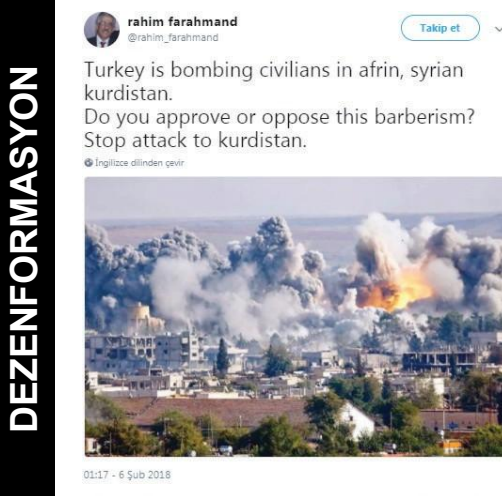 DEZENFORMASYON
rahim farahmand
@rahim_farahmand
Takip et
Turkey is bombing civilians in afrin, syrian
kurdistan.
Do you approve or oppose this barberism?
Stop attack to kurdistan.
İngilizce dilinden çevir
01:17 - 6 Şub 2018